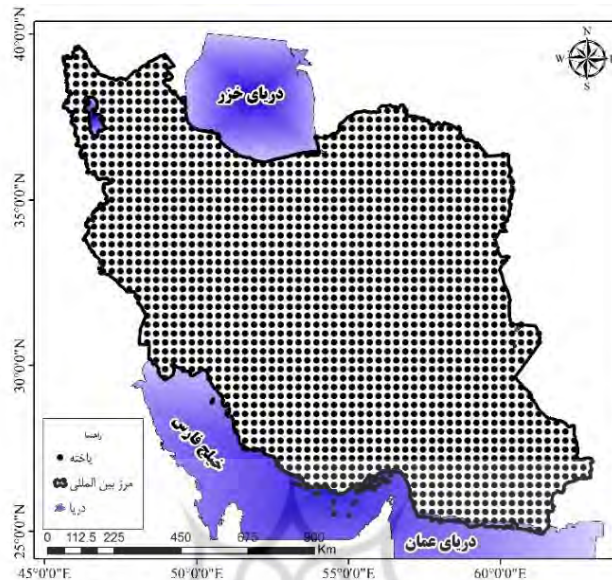 40°0'0"N
35°0'0"N
30°0'0"N
25°0'0"N
N
W
E
S
دریای خزر
خلیج فارس
دریای عمان
راهنما
یاخته
مرز بین المللی
دریا
0 112.5 225 450 675 900
Km
45°0'0"E 50°0'0"E 55°0'0"E 60°0'0"E